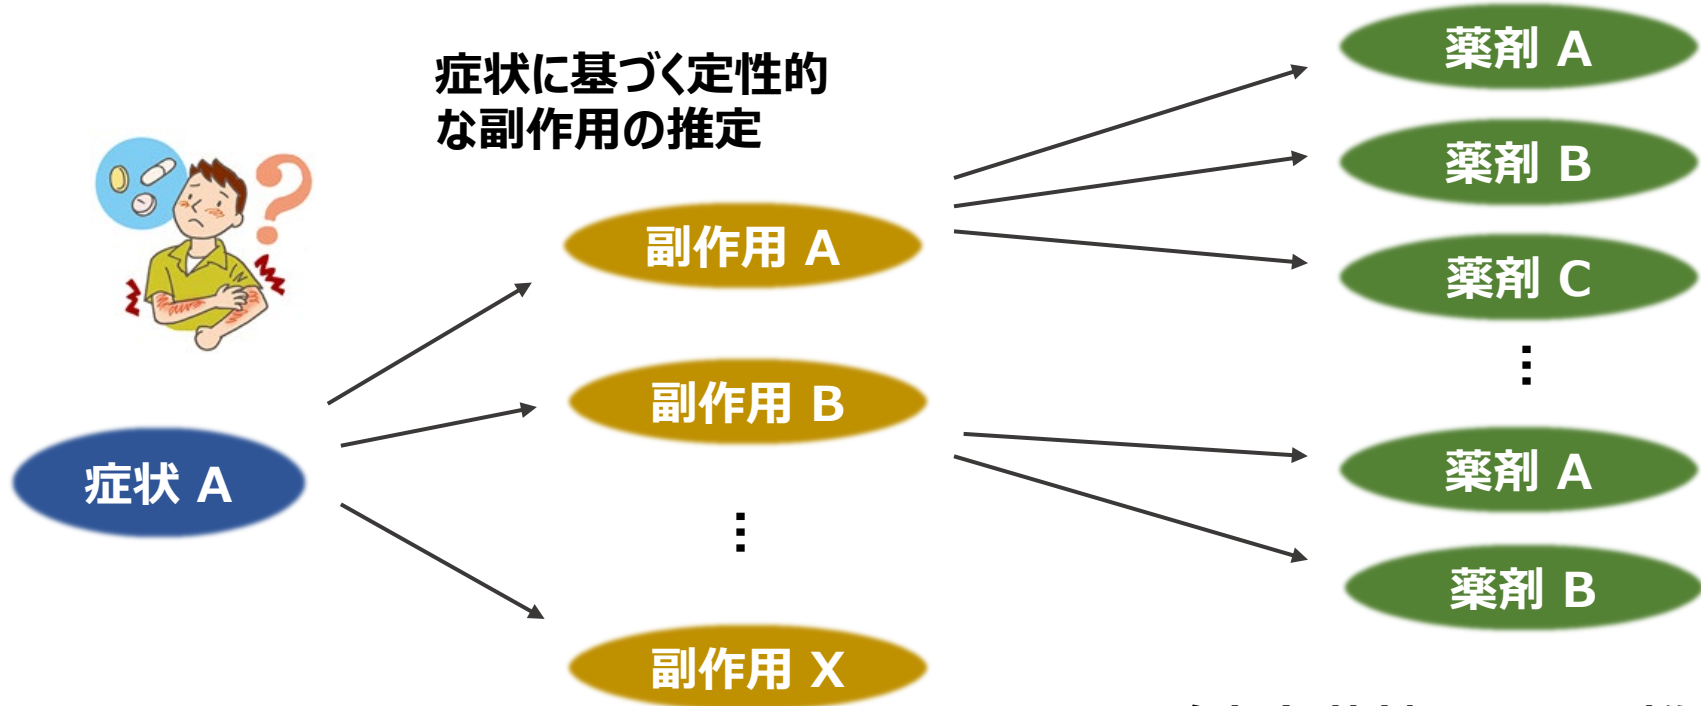 症状に基づく定性的
な副作用の推定
症状 A
副作用 A
副作用 B
⋮
副作用 X
薬剤 A
薬剤 B
薬剤 C
⋮
薬剤 A
薬剤 B